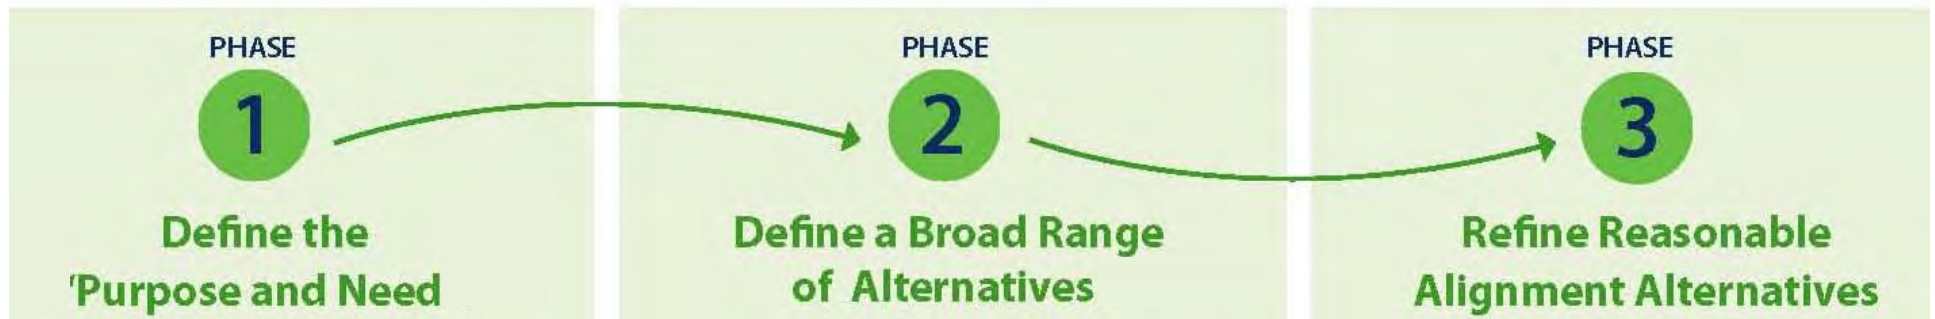 PHASE
1
Define the
'Purpose and Need
PHASE
2
Define a Broad Range
of Alternatives
PHASE
3
Refine Reasonable
Alignment Alternatives